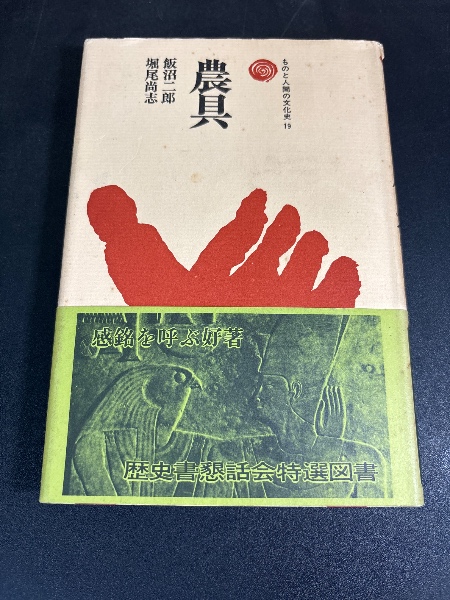 ものと人間の文化史 19
農具
飯沼二郎
堀尾尚志
感銘を呼ぶ好著
歴史書懇話会特選図書